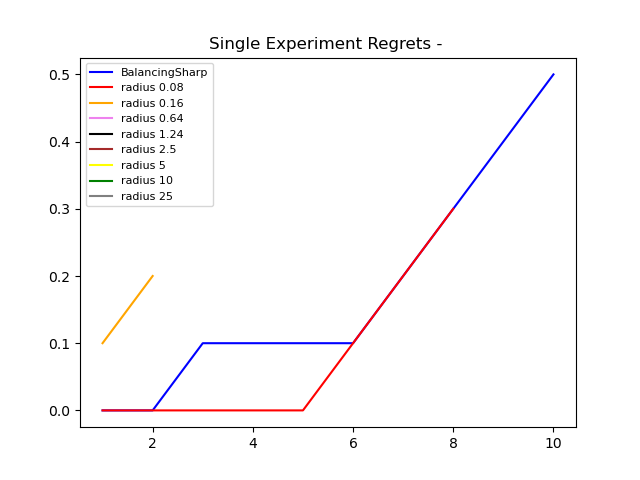 Single Experiment Regrets -
BalancingSharp
radius 0.08
radius 0.16
radius 0.64
radius 1.24
radius 2.5
radius 5
radius 10
radius 25
0.5
0.4
0.3
0.2
0.1
0.0
2 4 6 8 10